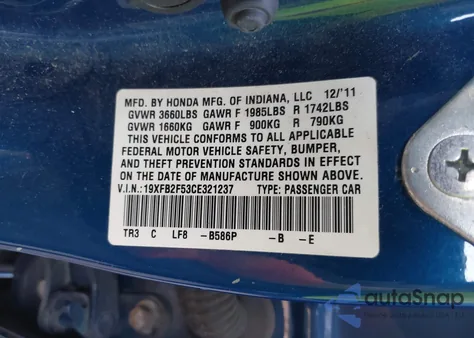 MFD. BY HONDA MFG. OF INDIANA, LLC 12/'11
GVWR 3660LBS GAWR F 1985LBS R 1742LBS
GVWR 1660KG GAWR F 900KG R 790KG
THIS VEHICLE CONFORMS TO ALL APPLICABLE
FEDERAL MOTOR VEHICLE SAFETY, BUMPER,
AND THEFT PREVENTION STANDARDS IN EFFECT
ON THE DATE OF MANUFACTURE SHOWN ABOVE.
V.I.N.:19XFB2F53CE321237 TYPE: PASSENGER CAR
TR3 C LF8 -B586P -B -E
autoSnap